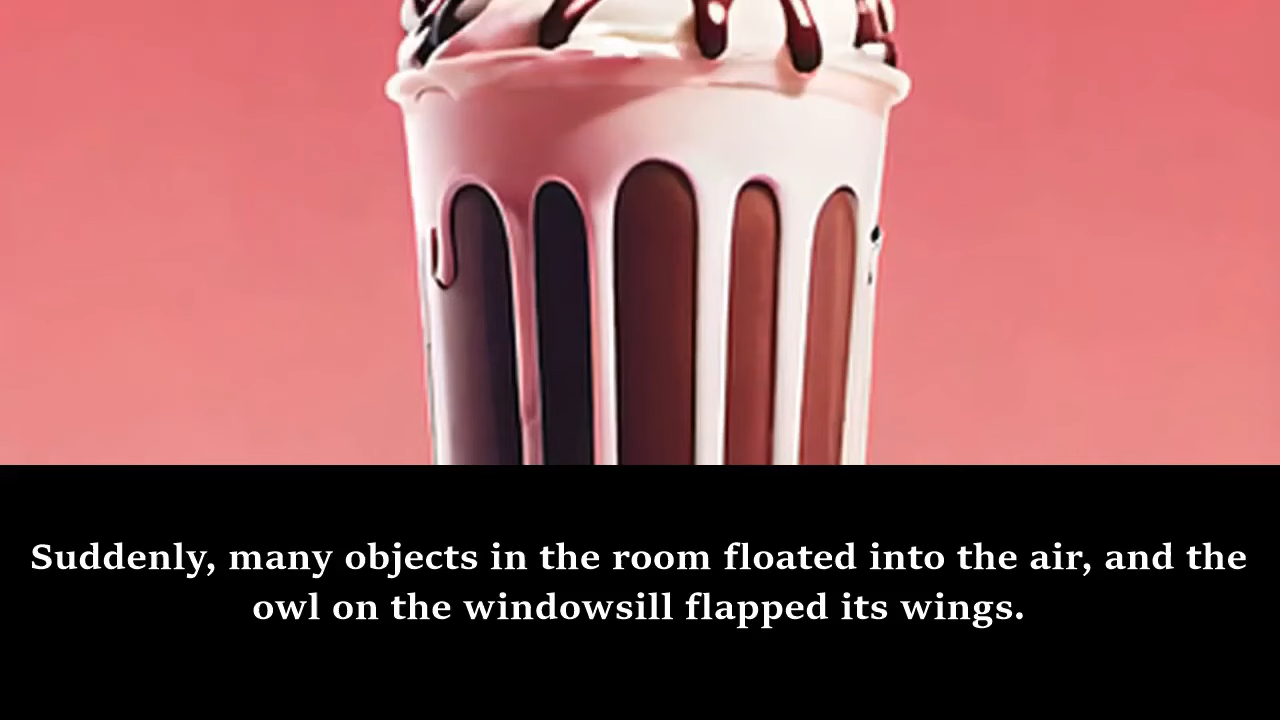 Suddenly, many objects in the room floated into the air, and the
owl on the windowsill flapped its wings.